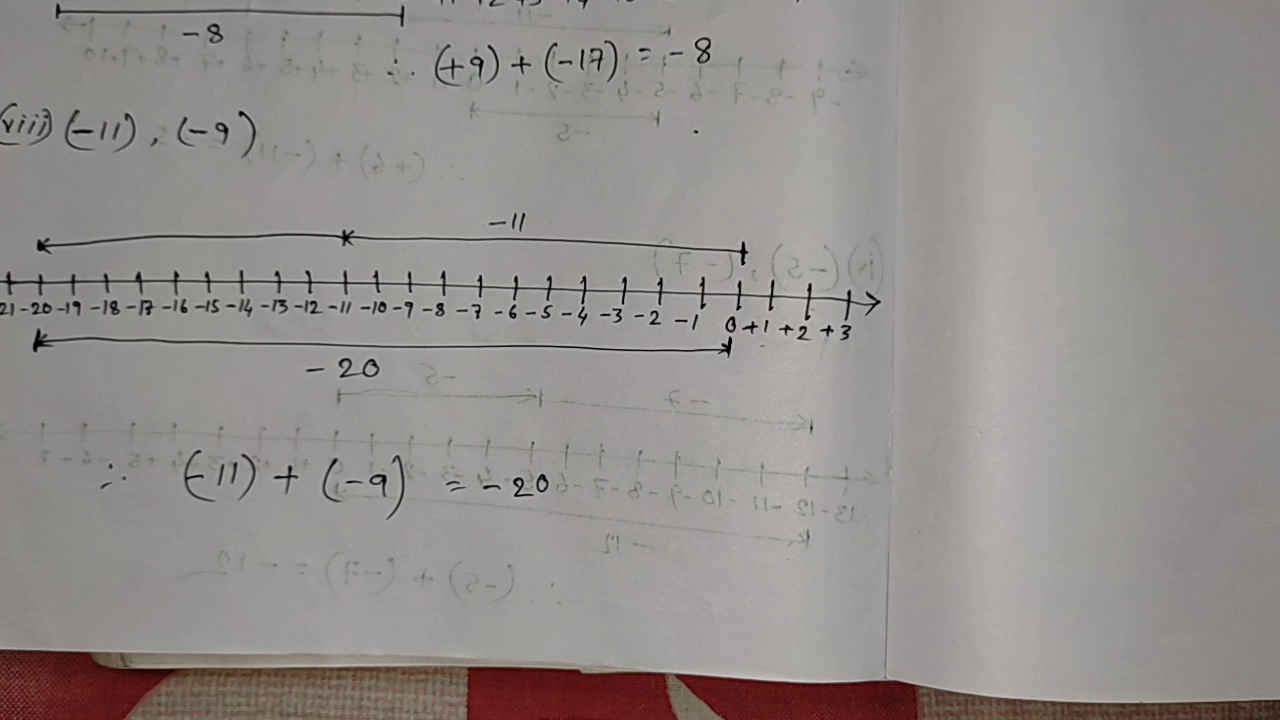 -8
∴ (+9) + (-17) = -8
(viii) (-11), (-9)
-11
21 -20 -19 -18 -17 -16 -15 -14 -13 -12 -11 -10 -9 -8 -7 -6 -5 -4 -3 -2 -1 0 +1 +2 +3
-20
∴ (-11) + (-9) = -20